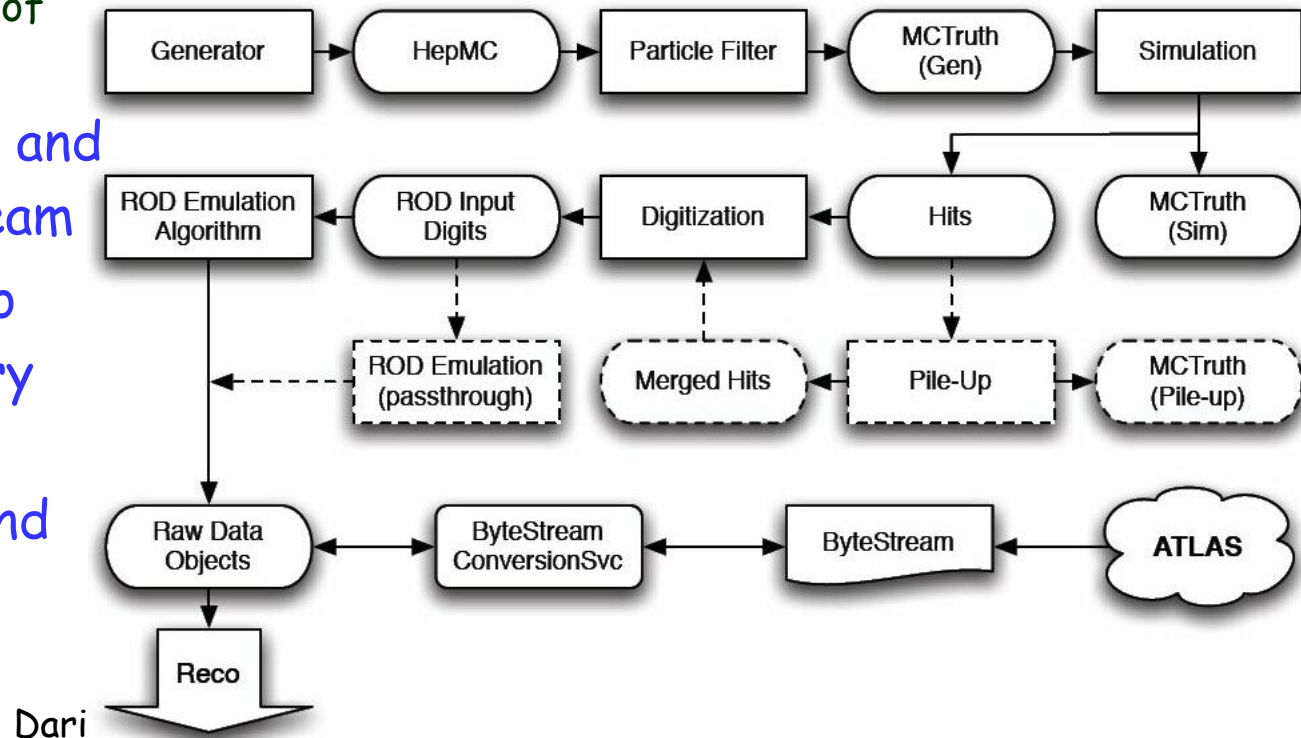 of
and
eam
p
ry
nd
Dari
Generator
HepMC
Particle Filter
MCTruth
(Gen)
Simulation
ROD Emulation
Algorithm
ROD Input
Digits
Digitization
Hits
MCTruth
(Sim)
ROD Emulation
(passthrough)
Merged Hits
Pile-Up
MCTruth
(Pile-up)
Raw Data
Objects
ByteStream
ConversionSvc
ByteStream
ATLAS
Reco